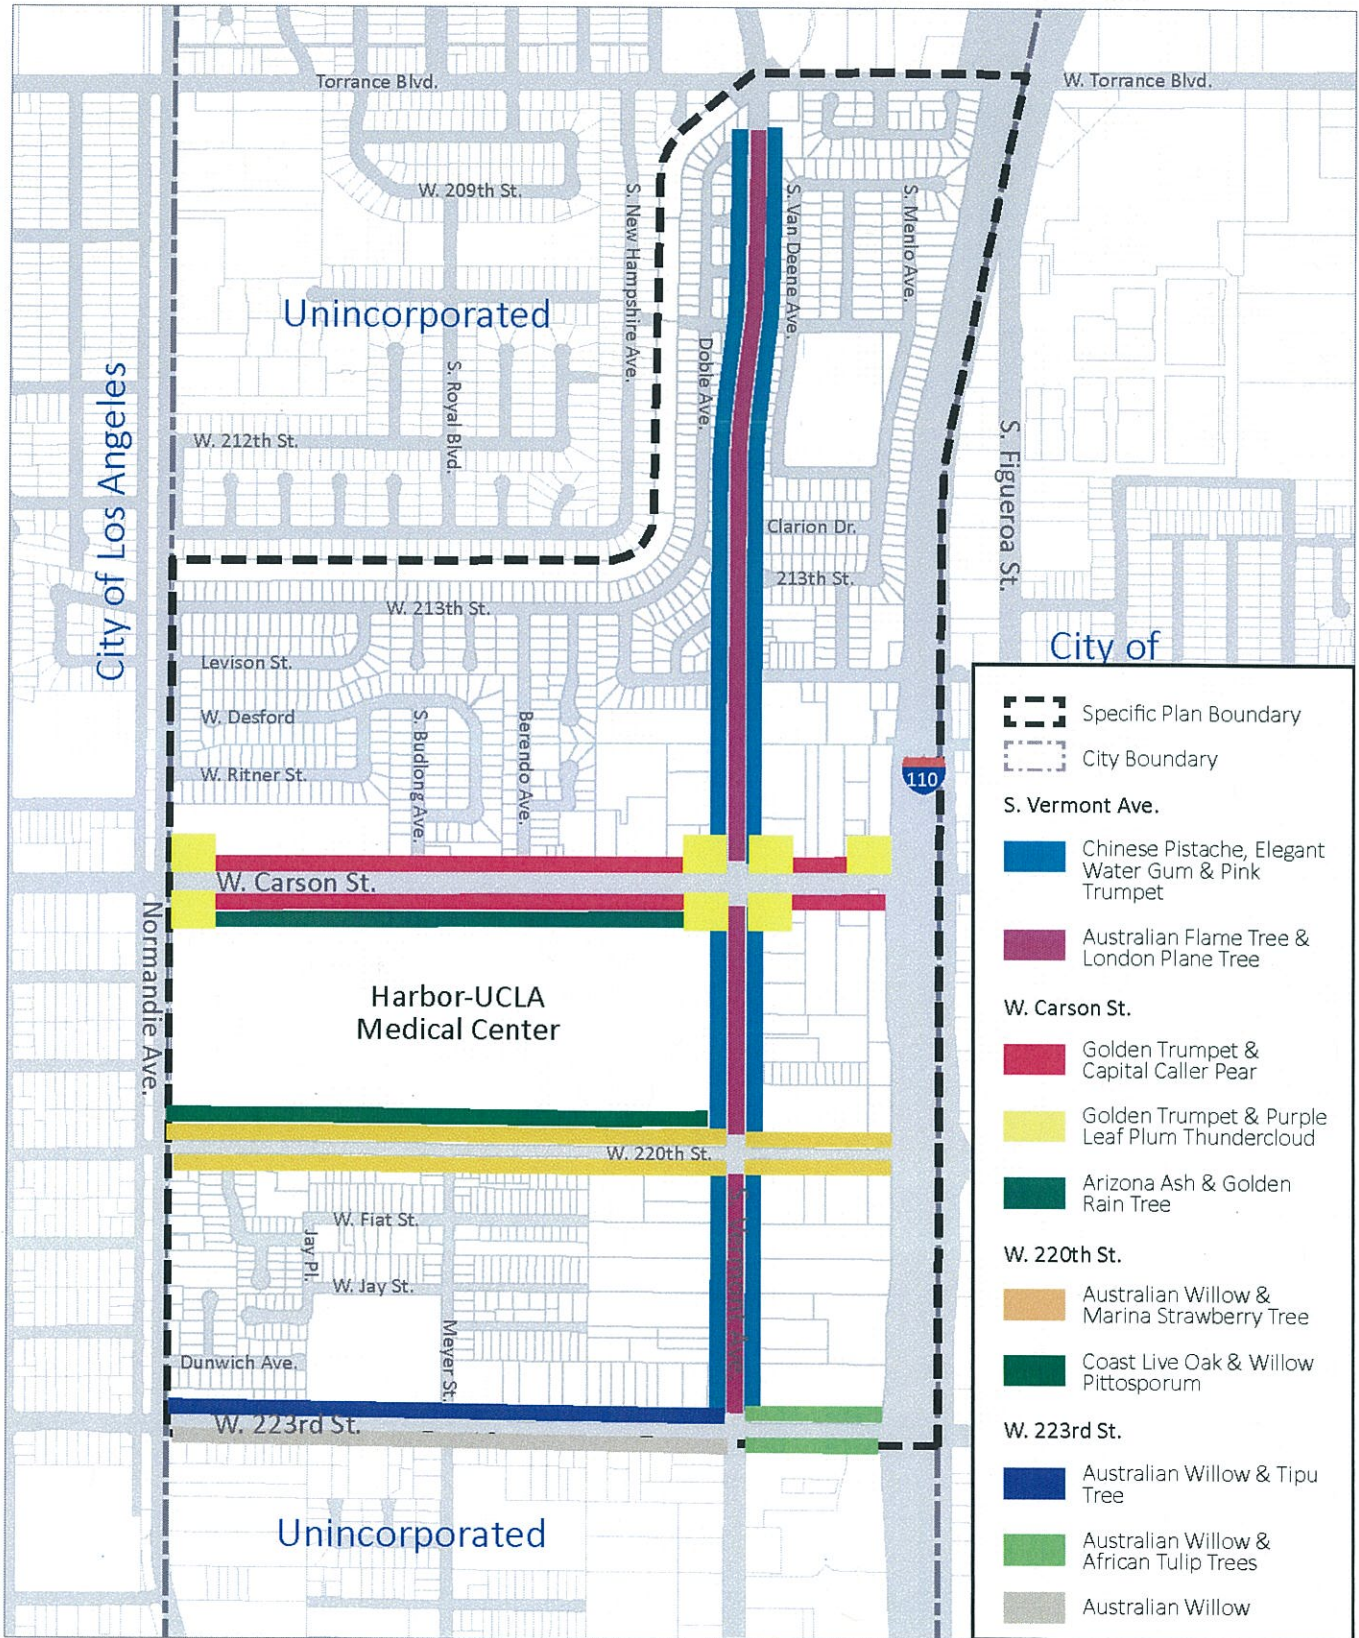 Torrance Blvd.
W. Torrance Blvd.
W. 209th St.
S. New Hampshire Ave.
S. Van Deene Ave.
S. Menlo Ave.
Unincorporated
Doble Ave.
S. Royal Blvd.
City of Los Angeles
W. 212th St.
S. Figueroa St.
Clarion Dr.
213th St.
W. 213th St.
City of
Levison St.
W. Desford
S. Budlong Ave.
Berendo Ave.
W. Ritner St.
110
W. Carson St.
Normandie Ave.
Harbor-UCLA
Medical Center
W. 220th St.
S. Vermont Ave.
W. Fiat St.
Jay Pl.
W. Jay St.
Meyer St.
Dunwich Ave.
W. 223rd St.
Unincorporated
Specific Plan Boundary
City Boundary
S. Vermont Ave.
Chinese Pistache, Elegant
Water Gum & Pink
Trumpet
Australian Flame Tree &
London Plane Tree
W. Carson St.
Golden Trumpet &
Capital Caller Pear
Golden Trumpet & Purple
Leaf Plum Thundercloud
Arizona Ash & Golden
Rain Tree
W. 220th St.
Australian Willow &
Marina Strawberry Tree
Coast Live Oak & Willow
Pittosporum
W. 223rd St.
Australian Willow & Tipu
Tree
Australian Willow &
African Tulip Trees
Australian Willow